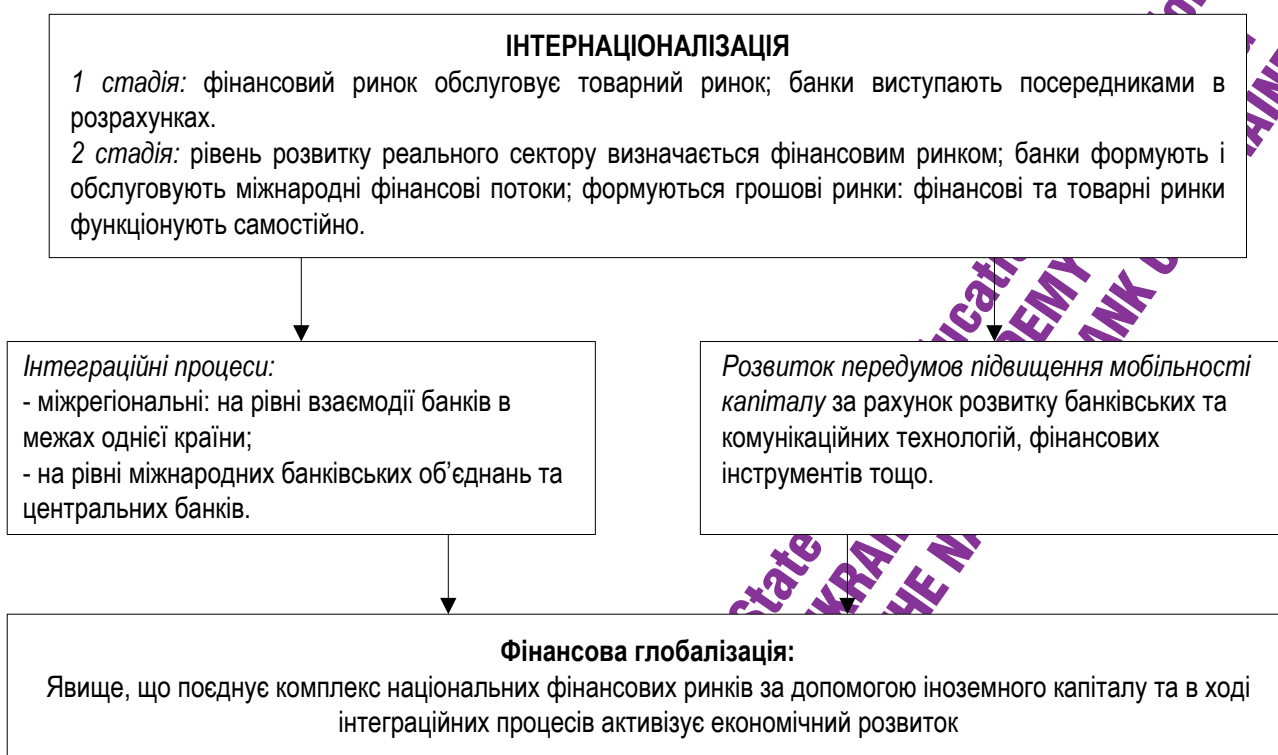 ІНТЕРНАЦІОНАЛІЗАЦІЯ
1 стадія: фінансовий ринок обслуговує товарний ринок; банки виступають посередниками в
розрахунках.
2 стадія: рівень розвитку реального сектору визначається фінансовим ринком; банки формують і
обслуговують міжнародні фінансові потоки; формуються грошові ринки: фінансові та товарні ринки
функціонують самостійно.
Інтеграційні процеси:
- міжрегіональні: на рівні взаємодії банків в
межах однієї країни;
- на рівні міжнародних банківських об’єднань та
центральних банків.
Розвиток передумов підвищення мобільності
капіталу за рахунок розвитку банківських та
комунікаційних технологій, фінансових
інструментів тощо.
Фінансова глобалізація:
Явище, що поєднує комплекс національних фінансових ринків за допомогою іноземного капіталу та в ході
інтеграційних процесів активізує економічний розвиток
State